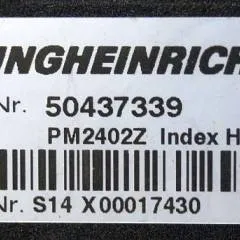 UNGHEINRICH
Nr. 50437339
PM2402Z Index H
Nr. S14 X00017430